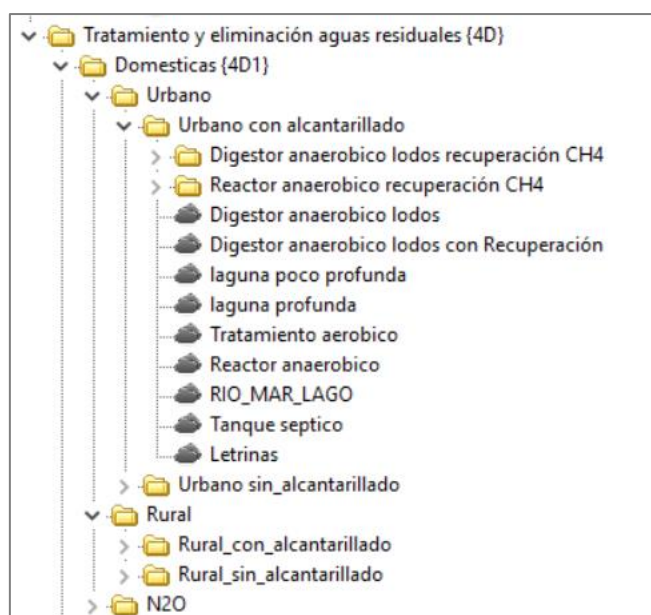 Tratamiento y eliminación aguas residuales {4D}
Domesticas {4D1}
Urbano
Urbano con alcantarillado
Digestor anaerobico lodos recuperación CH4
Reactor anaerobico recuperación CH4
Digestor anaerobico lodos
Digestor anaerobico lodos con Recuperación
laguna poco profunda
laguna profunda
Tratamiento aerobico
Reactor anaerobico
RIO_MAR_LAGO
Tanque septico
Letrinas
Urbano sin_alcantarillado
Rural
Rural_con_alcantarillado
Rural_sin_alcantarillado
N2O